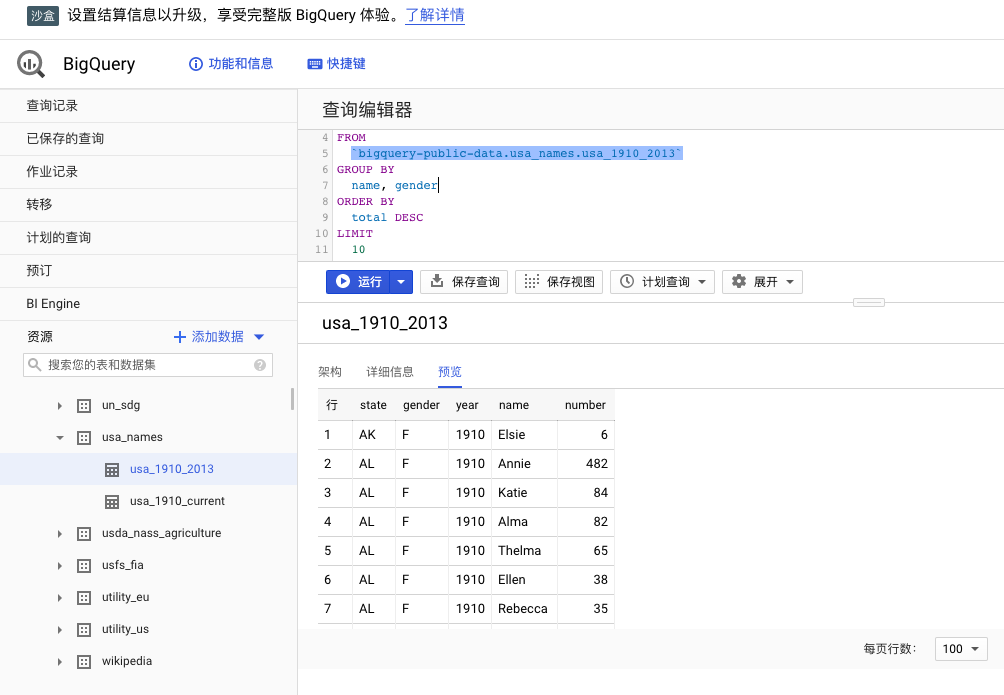 沙盒 设置结算信息以升级，享受完整版 BigQuery 体验。了解详情
BigQuery 功能和信息 快捷键
查询记录
已保存的查询
作业记录
转移
计划的查询
预订
BI Engine
资源 添加数据
搜索您的表和数据集
un_sdg
usa_names
usa_1910_2013
usa_1910_current
usda_nass_agriculture
usfs_fia
utility_eu
utility_us
wikipedia
查询编辑器
4 FROM
5 `bigquery-public-data.usa_names.usa_1910_2013`
6 GROUP BY
7 name, gender
8 ORDER BY
9 total DESC
10 LIMIT
11 10
运行 保存查询 保存视图 计划查询 展开
usa_1910_2013
架构 详细信息 预览
行 state gender year name number
1 AK F 1910 Elsie 6
2 AL F 1910 Annie 482
3 AL F 1910 Katie 84
4 AL F 1910 Alma 82
5 AL F 1910 Thelma 65
6 AL F 1910 Ellen 38
7 AL F 1910 Rebecca 35
每页行数： 100